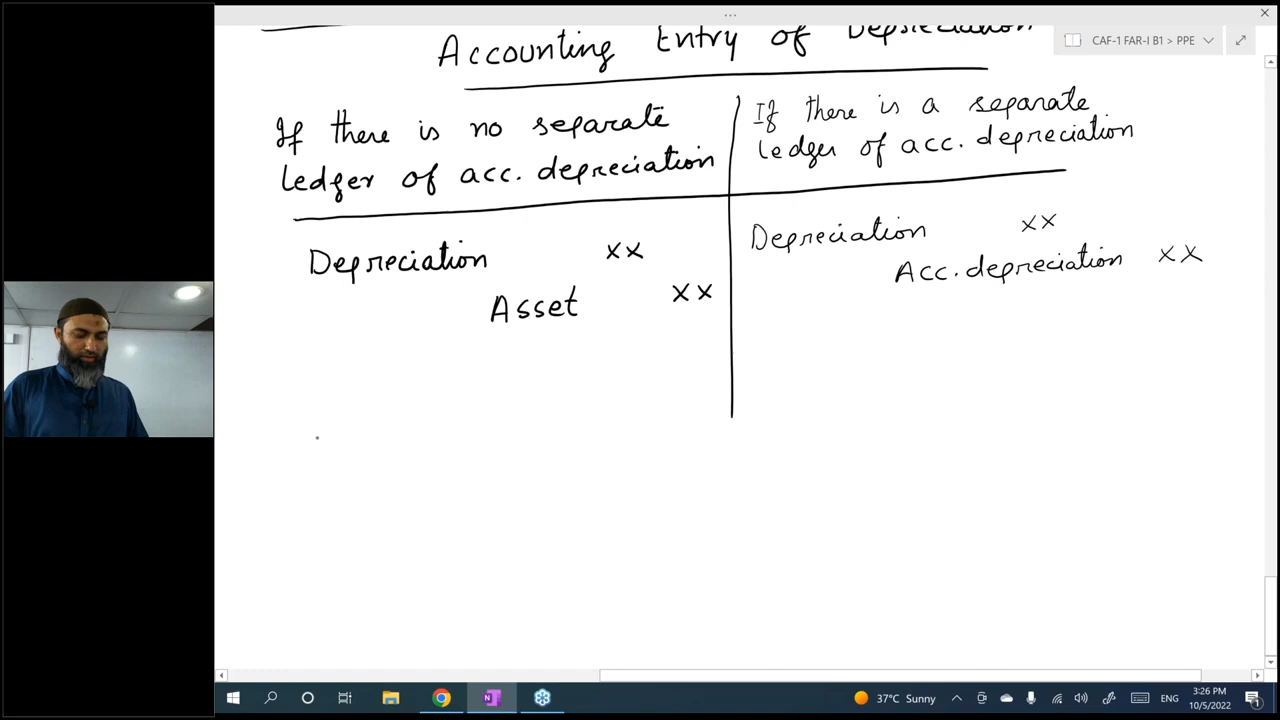 CAF-1 FAR-I B1 > PPE
Accounting Entry of Depreciation
If there is no separate
ledger of acc. depreciation
Depreciation xx
Asset xx
If there is a separate
ledger of acc. depreciation
Depreciation xx
Acc. depreciation xx
37°C Sunny
ENG
3:26 PM
10/5/2022
1